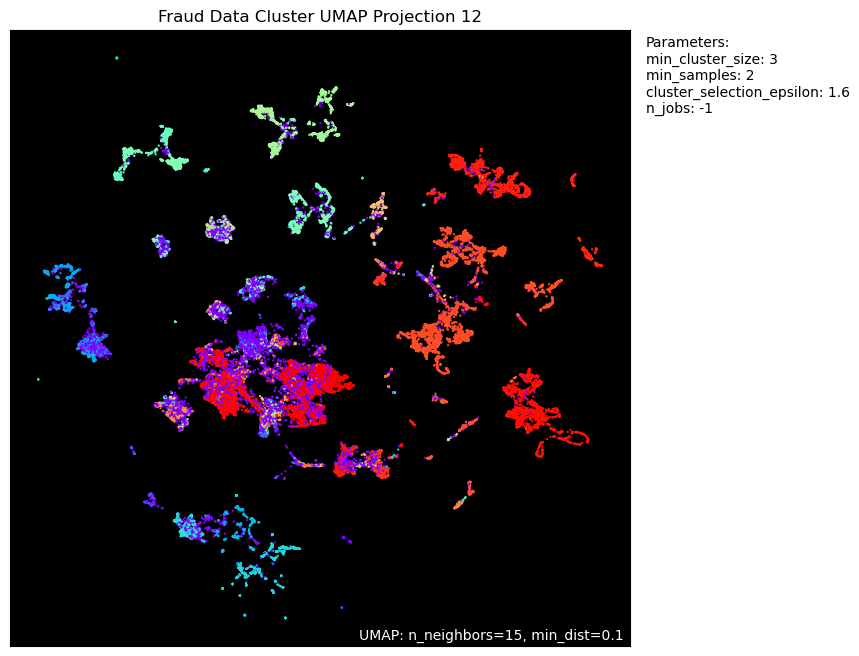 Fraud Data Cluster UMAP Projection 12
Parameters:
min_cluster_size: 3
min_samples: 2
cluster_selection_epsilon: 1.6
n_jobs: -1
UMAP: n_neighbors=15, min_dist=0.1